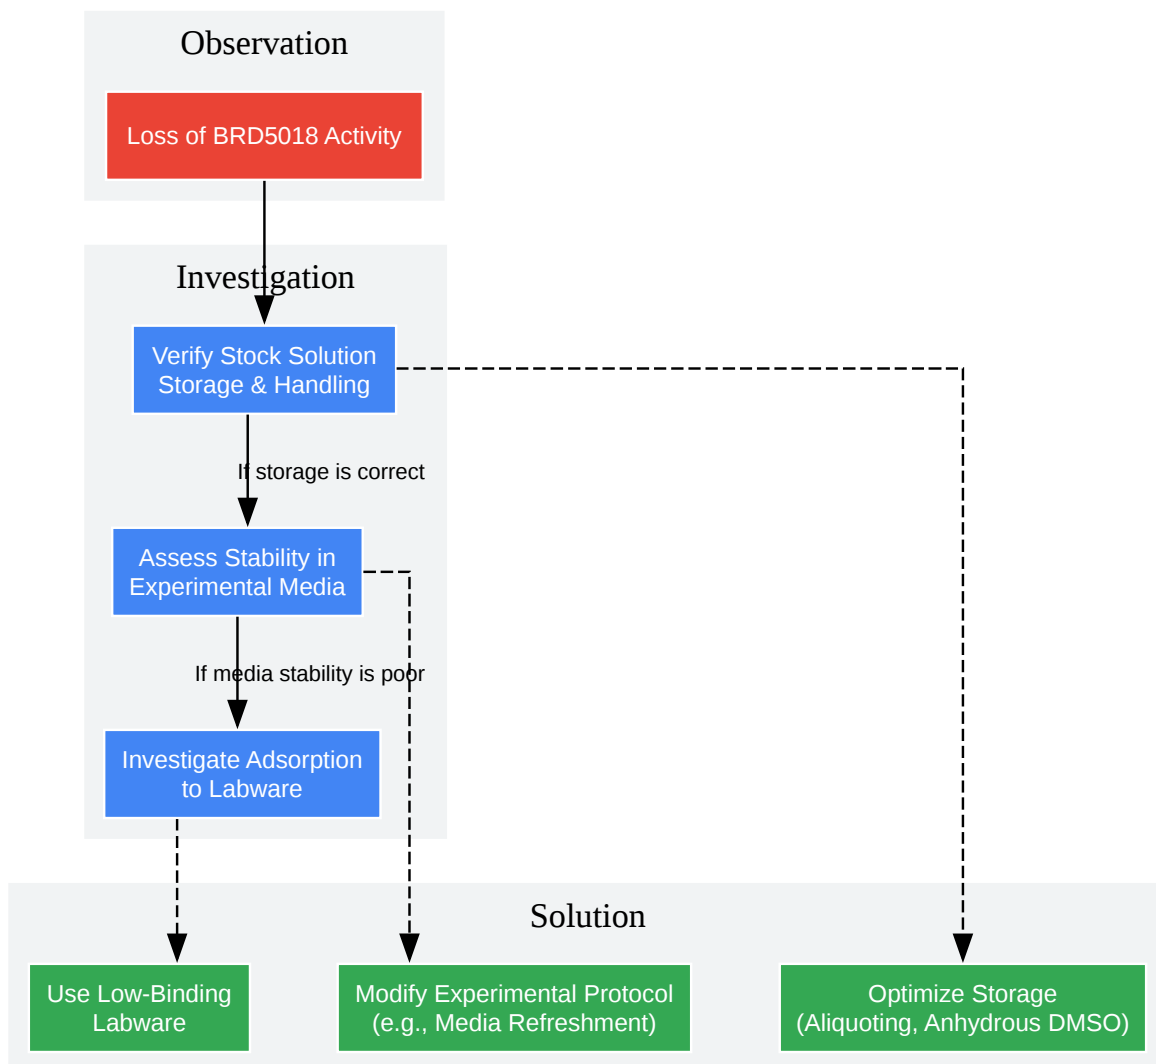 Observation
Loss of BRD5018 Activity
Investigation
Verify Stock Solution
Storage & Handling
If storage is correct
Assess Stability in
Experimental Media
If media stability is poor
Investigate Adsorption
to Labware
Solution
Use Low-Binding
Labware
Modify Experimental Protocol
(e.g., Media Refreshment)
Optimize Storage
(Aliquoting, Anhydrous DMSO)